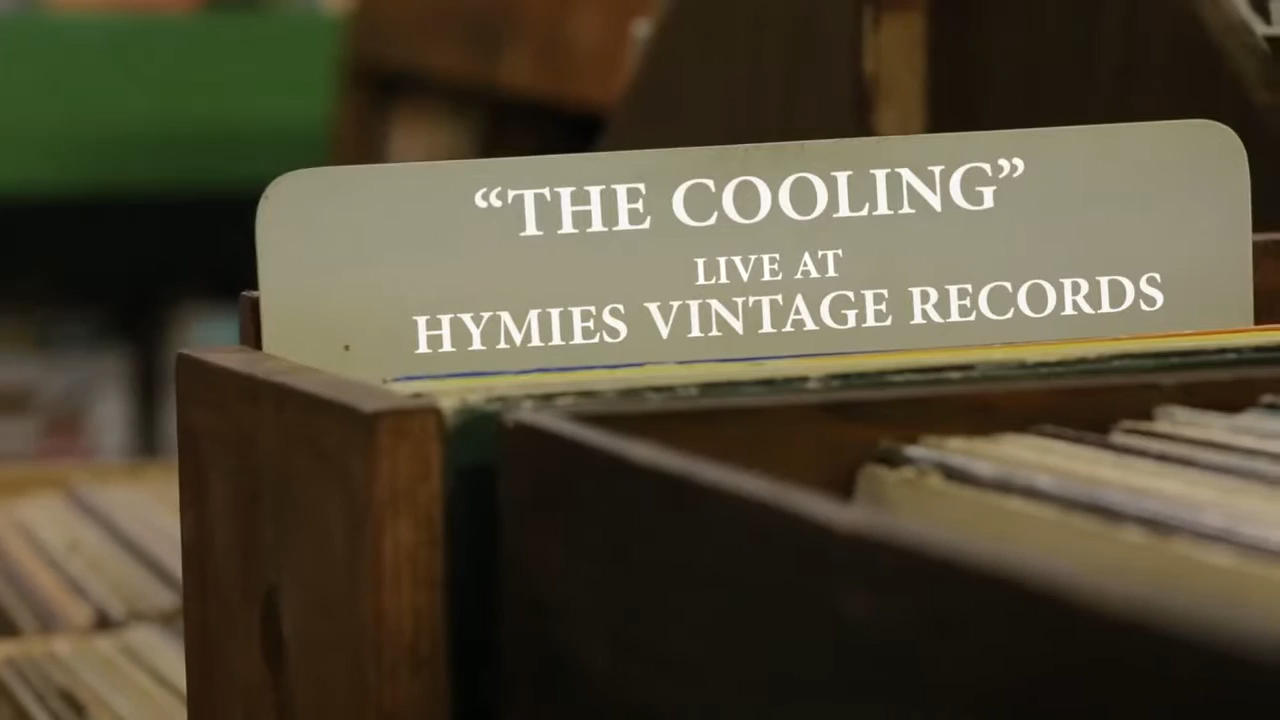 “THE COOLING”
LIVE AT
HYMIES VINTAGE RECORDS